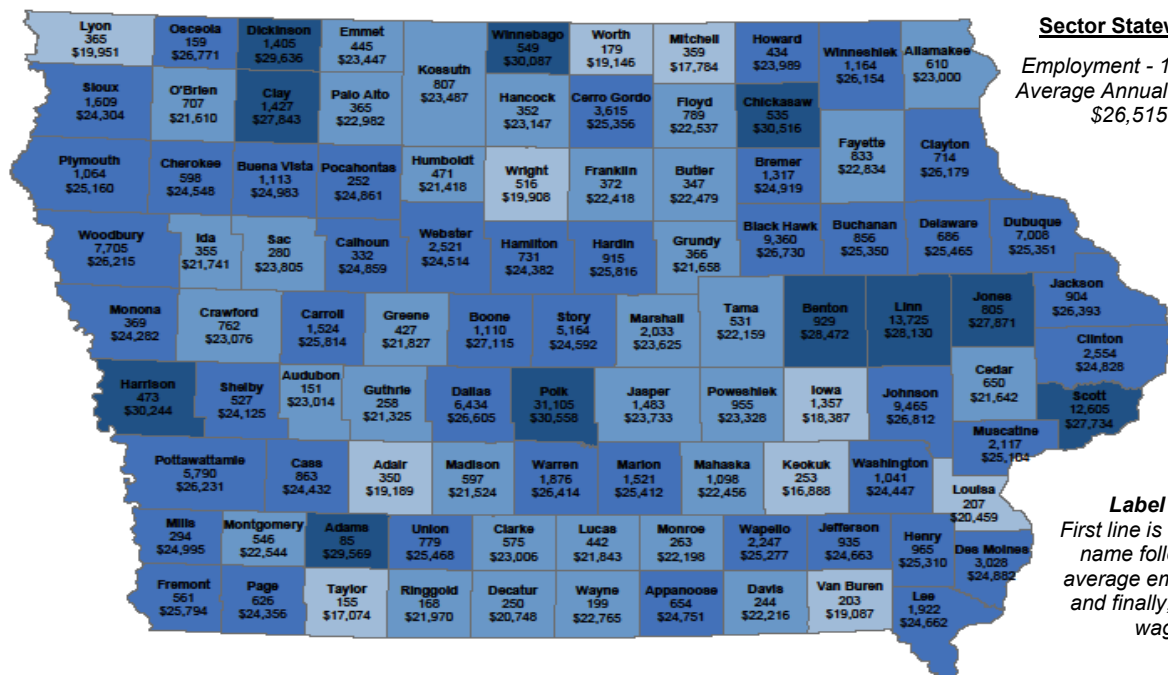 Lyon
365
$19,951
Osceola
159
$26,771
Dickinson
1,405
$29,636
Emmet
445
$23,447
Kossuth
807
$23,487
Winnebago
549
$30,087
Worth
179
$19,146
Mitchell
359
$17,784
Howard
434
$23,989
Winneshiek
1,164
$26,154
Allamakee
610
$23,000
Sector Statew
Employment - 1
Average Annual
$26,515
Sioux
1,609
$24,304
O'Brien
707
$21,610
Clay
1,427
$27,843
Palo Alto
365
$22,982
Hancock
352
$23,147
Cerro Gordo
3,615
$25,356
Floyd
789
$22,537
Chickasaw
535
$30,516
Fayette
833
$22,834
Clayton
714
$26,179
Plymouth
1,064
$25,160
Cherokee
598
$24,548
Buena Vista
1,113
$24,983
Pocahontas
252
$24,861
Humboldt
471
$21,418
Wright
516
$19,908
Franklin
372
$22,418
Butler
347
$22,479
Bremer
1,317
$24,919
Woodbury
7,705
$26,215
Ida
355
$21,741
Sac
280
$23,805
Calhoun
332
$24,859
Webster
2,521
$24,514
Hamilton
731
$24,382
Hardin
915
$25,816
Grundy
366
$21,658
Black Hawk
9,360
$26,730
Buchanan
856
$25,350
Delaware
686
$25,465
Dubuque
7,008
$25,351
Monona
369
$24,282
Crawford
762
$23,076
Carroll
1,524
$25,814
Greene
427
$21,827
Boone
1,110
$27,115
Story
5,164
$24,592
Marshall
2,033
$23,625
Tama
531
$22,159
Benton
929
$28,472
Linn
13,725
$28,130
Jones
805
$27,871
Jackson
904
$26,393
Clinton
2,554
$24,828
Harrison
473
$30,244
Shelby
527
$24,125
Audubon
151
$23,014
Guthrie
258
$21,325
Dallas
6,434
$26,605
Polk
31,105
$30,558
Jasper
1,483
$23,733
Poweshiek
955
$23,328
Iowa
1,357
$18,387
Johnson
9,465
$26,812
Cedar
650
$21,642
Scott
12,605
$27,734
Muscatine
2,117
$25,104
Pottawattamie
5,790
$26,231
Cass
863
$24,432
Adair
350
$19,189
Madison
597
$21,524
Warren
1,876
$26,414
Marion
1,521
$25,412
Mahaska
1,098
$22,456
Keokuk
253
$16,888
Washington
1,041
$24,447
Louisa
207
$20,459
Label
First line is
name follo
average em
and finally,
wag
Mills
294
$24,995
Montgomery
546
$22,544
Adams
85
$29,569
Union
779
$25,468
Clarke
575
$23,006
Lucas
442
$21,843
Monroe
263
$22,198
Wapello
2,247
$25,277
Jefferson
935
$24,663
Henry
965
$25,310
Des Moines
3,028
$24,882
Fremont
561
$25,794
Page
626
$24,356
Taylor
155
$17,074
Ringgold
168
$21,970
Decatur
250
$20,748
Wayne
199
$22,765
Appanoose
654
$24,751
Davis
244
$22,216
Van Buren
203
$19,087
Lee
1,922
$24,662